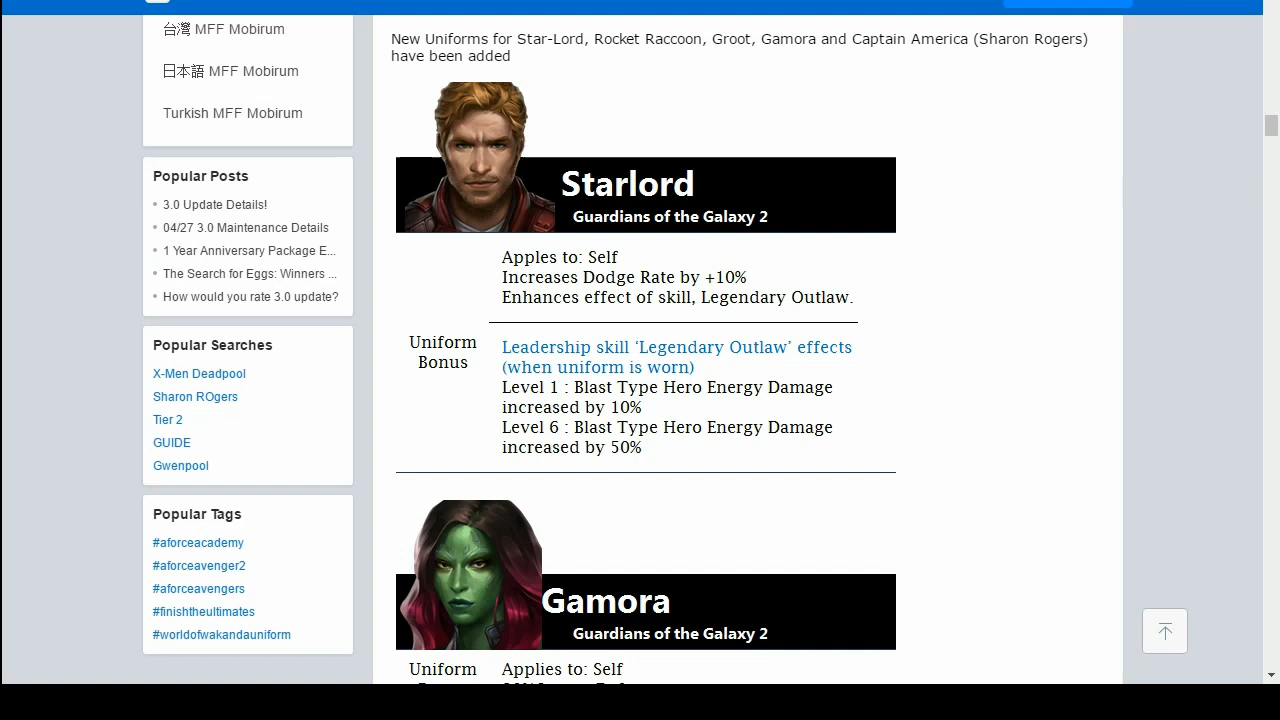 台灣 MFF Mobirum
日本語 MFF Mobirum
Turkish MFF Mobirum
Popular Posts
3.0 Update Details!
04/27 3.0 Maintenance Details
1 Year Anniversary Package E...
The Search for Eggs: Winners ...
How would you rate 3.0 update?
Popular Searches
X-Men Deadpool
Sharon ROgers
Tier 2
GUIDE
Gwenpool
Popular Tags
#aforceacademy
#aforceavenger2
#aforceavengers
#finishtheultimates
#worldofwakandauniform
New Uniforms for Star-Lord, Rocket Raccoon, Groot, Gamora and Captain America (Sharon Rogers)
have been added
Starlord
Guardians of the Galaxy 2
Applies to: Self
Increases Dodge Rate by +10%
Enhances effect of skill, Legendary Outlaw.
Uniform
Bonus
Leadership skill ‘Legendary Outlaw’ effects
(when uniform is worn)
Level 1 : Blast Type Hero Energy Damage
increased by 10%
Level 6 : Blast Type Hero Energy Damage
increased by 50%
Gamora
Guardians of the Galaxy 2
Uniform
Applies to: Self